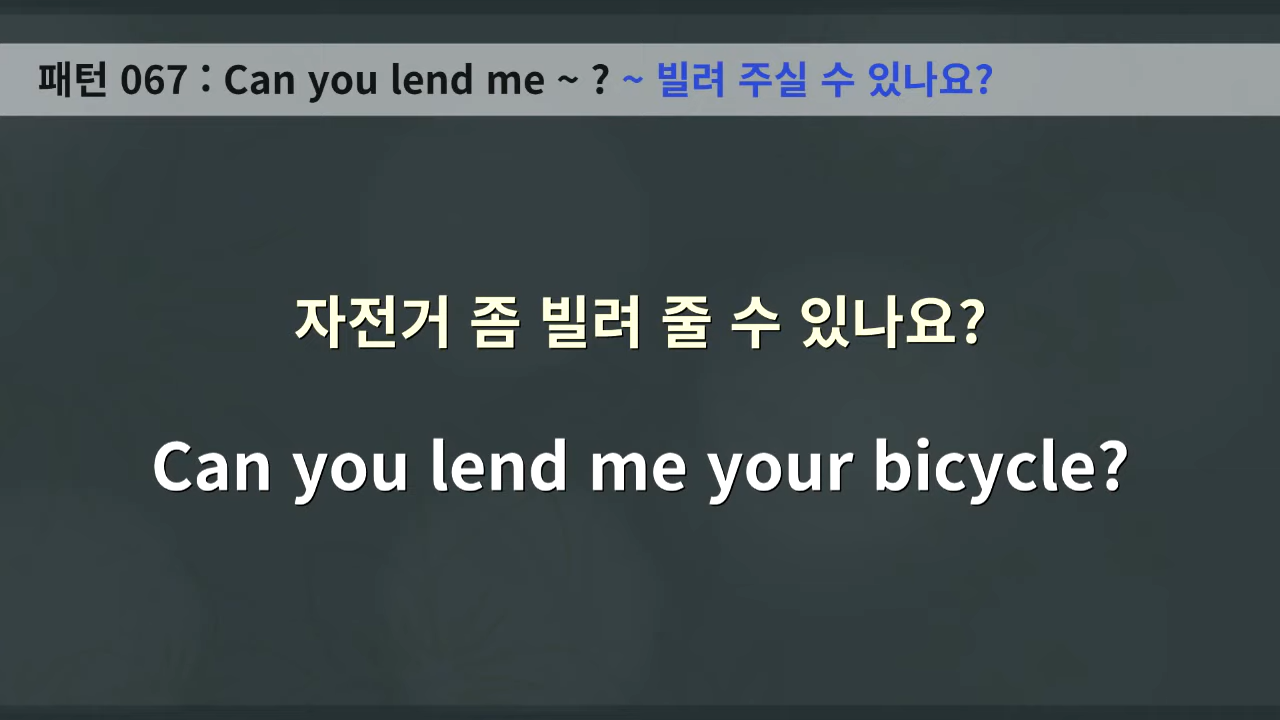 패턴 067 : Can you lend me ~ ? ~ 빌려 주실 수 있나요?
자전거 좀 빌려 줄 수 있나요?
Can you lend me your bicycle?